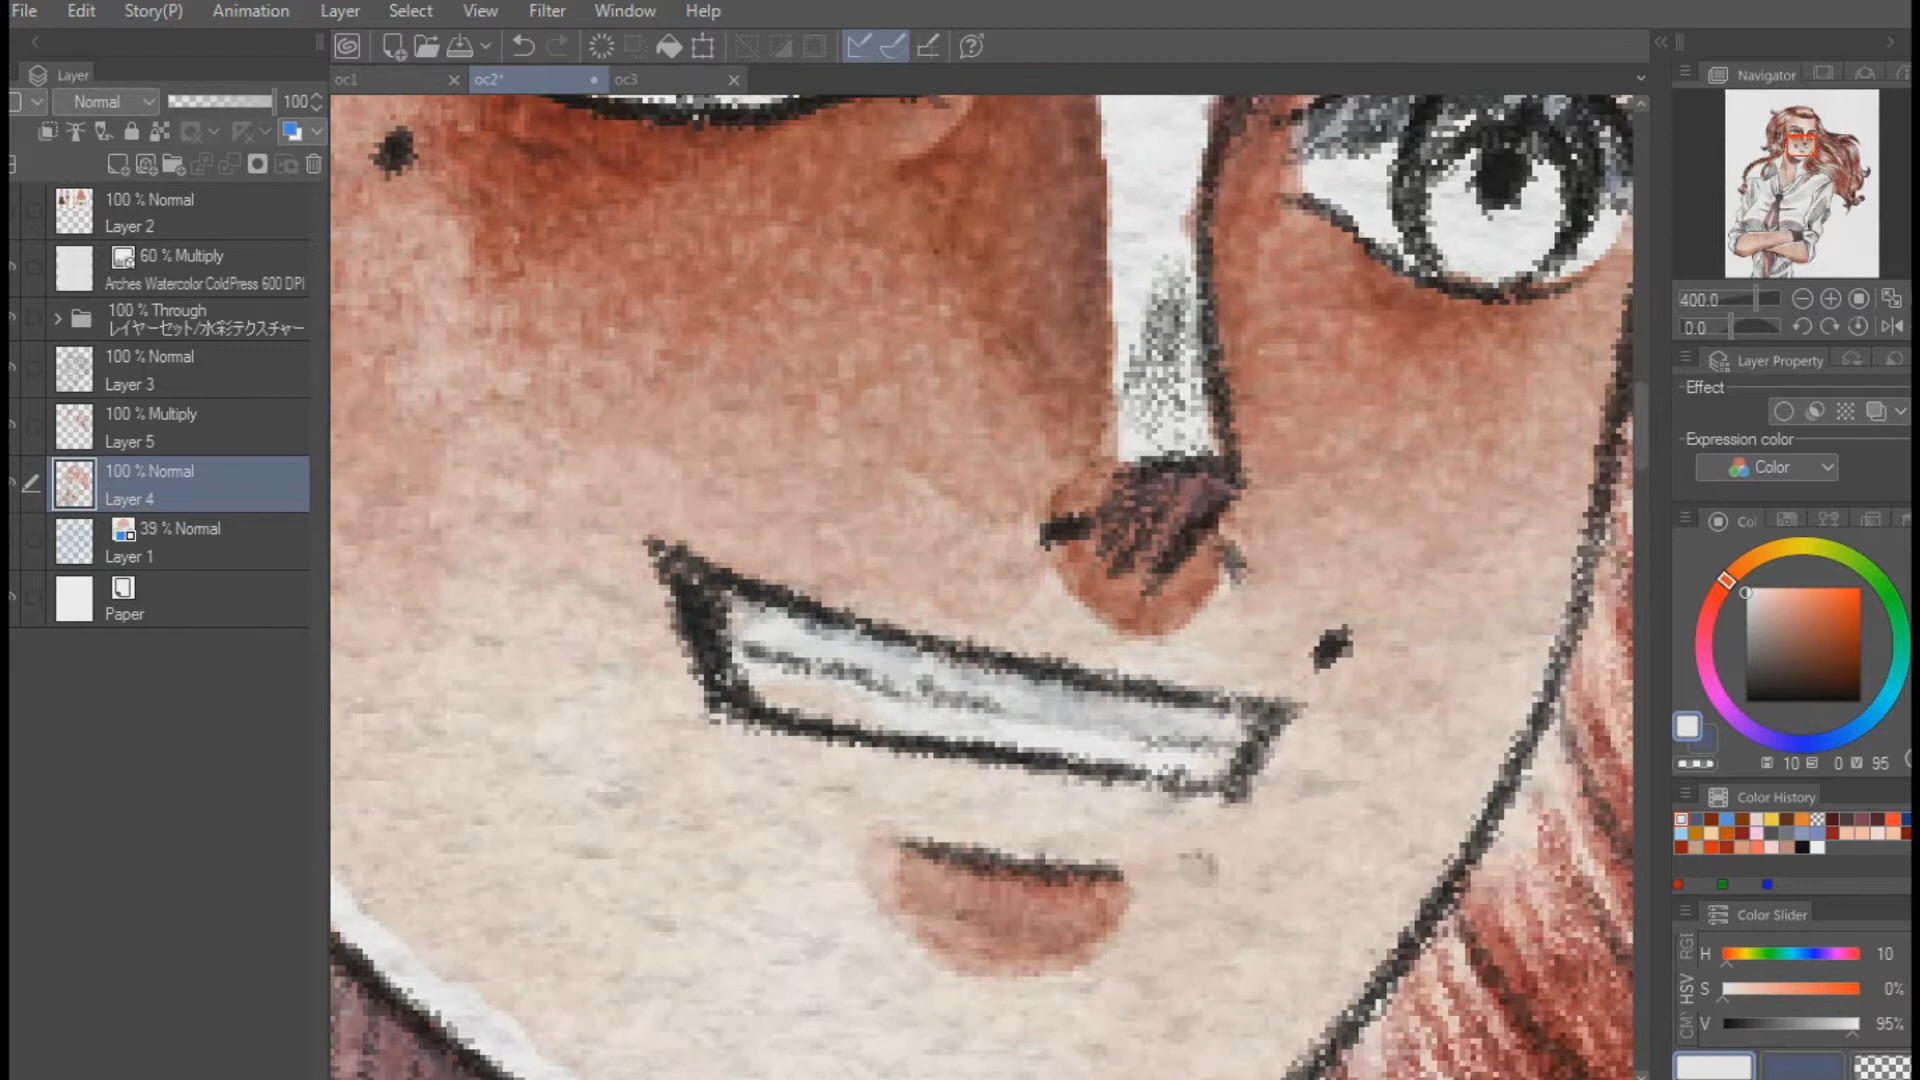 File Edit Story(P) Animation Layer Select View Filter Window Help
Layer
oc1
oc2*
oc3
Normal 100
100 % Normal
Layer 2
60 % Multiply
Arches Watercolor ColdPress 600 DPI
100 % Through
レイヤーセット/水彩テクスチャー
100 % Normal
Layer 3
100 % Multiply
Layer 5
100 % Normal
Layer 4
39 % Normal
Layer 1
Paper
Navigator
400.0
0.0
Layer Property
Effect
Expression color
Color
Col
H 10 S 0 V 95
Color History
Color Slider
RGB
HSV
H 10
S 0%
V 95%